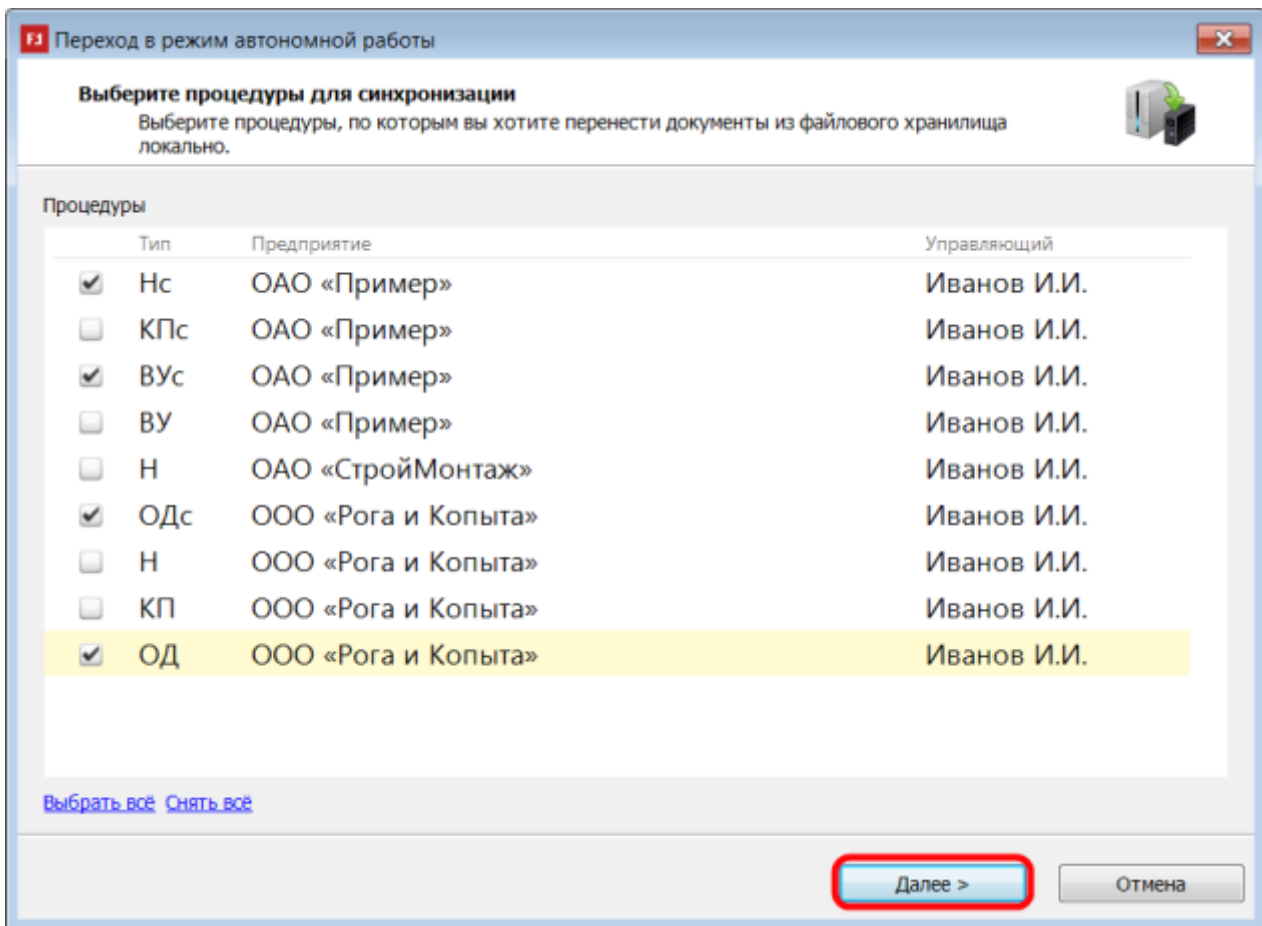 Переход в режим автономной работы
Выберите процедуры для синхронизации
Выберите процедуры, по которым вы хотите перенести документы из файлового хранилища
локально.
Процедуры
Тип Предприятие Управляющий
Нс ОАО «Пример» Иванов И.И.
КПс ОАО «Пример» Иванов И.И.
ВУс ОАО «Пример» Иванов И.И.
ВУ ОАО «Пример» Иванов И.И.
Н ОАО «СтройМонтаж» Иванов И.И.
ОДс ООО «Рога и Копыта» Иванов И.И.
Н ООО «Рога и Копыта» Иванов И.И.
КП ООО «Рога и Копыта» Иванов И.И.
ОД ООО «Рога и Копыта» Иванов И.И.
Выбрать всё Снять всё
Далее > Отмена